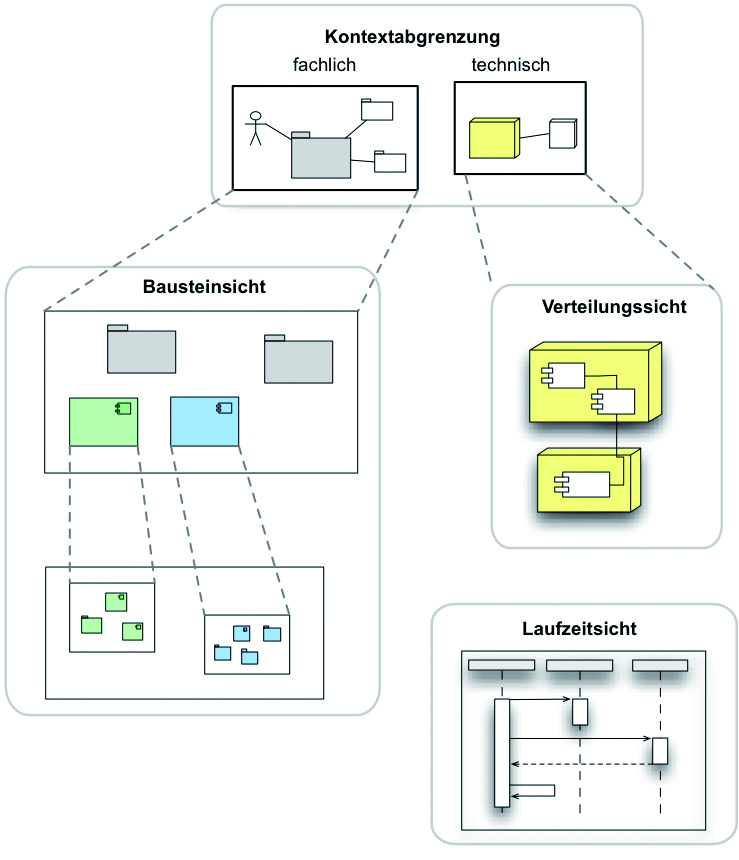 Kontextabgrenzung
fachlich
technisch
Bausteinsicht
Verteilungssicht
Laufzeitsicht